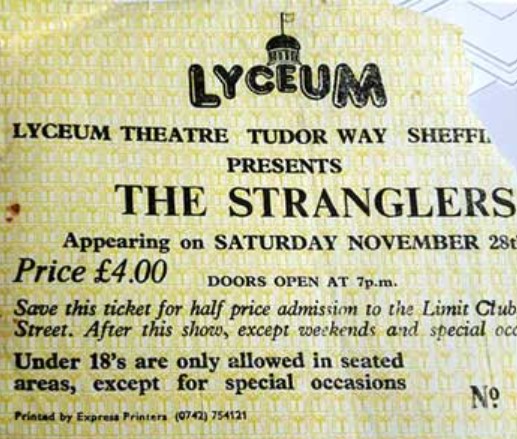 LYCEUM
LYCEUM THEATRE TUDOR WAY SHEFFI
PRESENTS
THE STRANGLERS
Appearing on SATURDAY NOVEMBER 28t
Price £4.00 DOORS OPEN AT 7p.m.
Save this ticket for half price admission to the Limit Club
Street. After this show, except weekends and special occ
Under 18's are only allowed in seated
areas, except for special occasions
Nº
Printed by Express Printers (0742) 754121